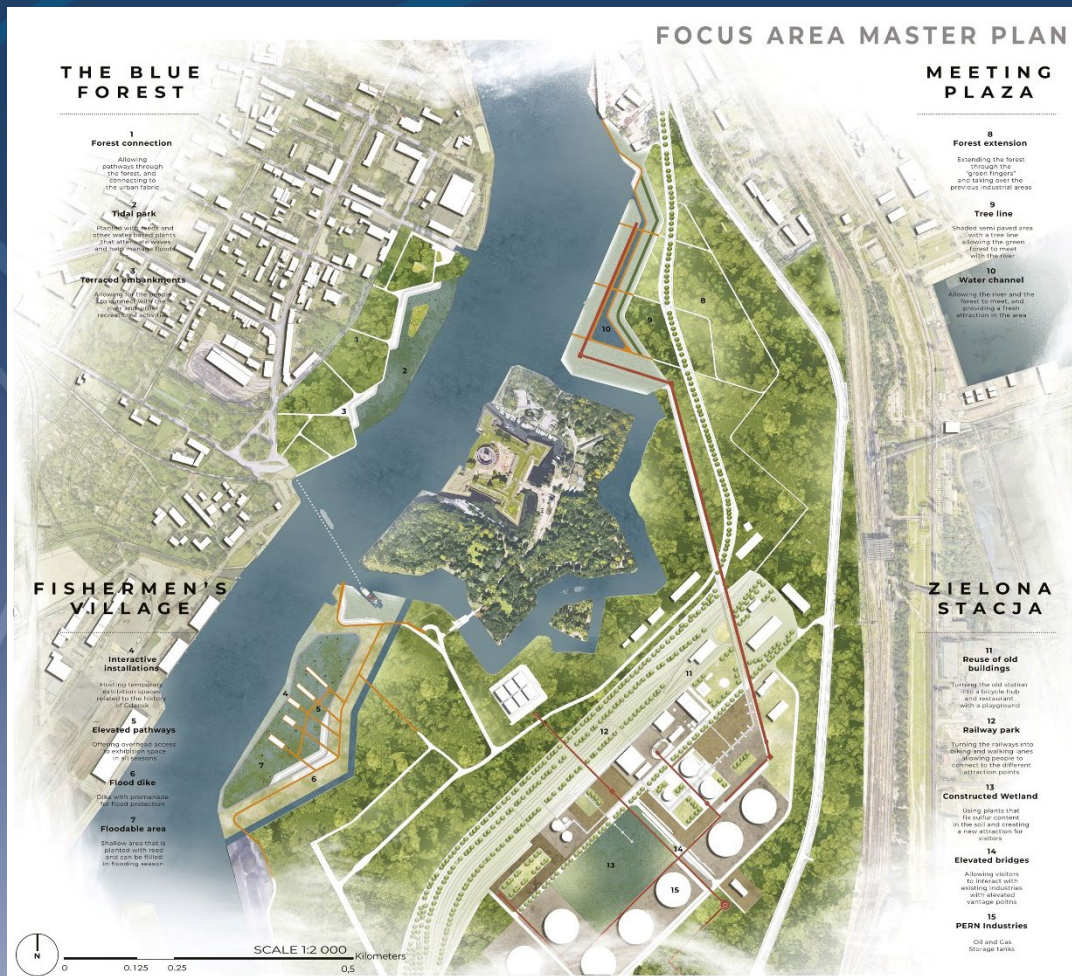 FOCUS AREA MASTER PLAN
THE BLUE
FOREST
1
Forest connection
Allowing
pathways through
the forest, and
connecting to
the urban fabric
2
Tidal park
Planted with reeds and
other water based plants
that attenuate waves
and help manage floods
3
Terraced embankments
Allowing for the people
to connect with the
river and
recreational activities
FISHERMEN'S
VILLAGE
4
Interactive
installations
Hosting temporary
exhibition spaces
related to the history
of Gdansk
5
Elevated pathways
Offering overhead access
to exhibition space
in all seasons
6
Flood dike
Dike with promenade
for flood protection
7
Floodable area
Shallow area that is
planted with reed
and can be filled
in flooding season
MEETING
PLAZA
8
Forest extension
Extending the forest
through the
"green fingers"
and taking over the
previous industrial areas
9
Tree line
Shaded semi paved area
with a tree line
allowing the green
forest to meet
with the river
10
Water channel
Allowing the river and the
forest to meet, and
providing a fresh
attraction in the area
ZIELONA
STACJA
11
Reuse of old
buildings
Turning the old station
into a bicycle hub
and restaurant
with a playground
12
Railway park
Turning the railways into
biking and walking lanes
allowing people to
connect to the different
attraction points
13
Constructed Wetland
Using plants that
fix sulfur content
in the soil and creating
a new attraction for
visitors
14
Elevated bridges
Allowing visitors
to interact with
existing industries
with elevated
vantage poitns
15
PERN Industries
Oil and Gas
Storage tanks
1
2
3
4
5
6
7
8
9
10
11
12
13
14
15
N
SCALE 1:2 000
Kilometers
0 0.125 0.25 0,5